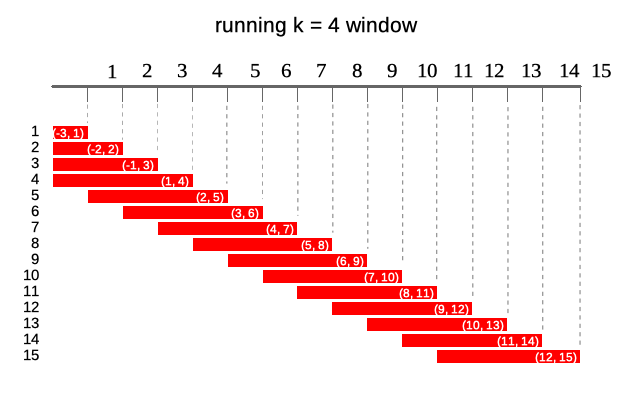 running k = 4 window
1 2 3 4 5 6 7 8 9 10 11 12 13 14 15
1 (-3, 1)
2 (-2, 2)
3 (-1, 3)
4 (1, 4)
5 (2, 5)
6 (3, 6)
7 (4, 7)
8 (5, 8)
9 (6, 9)
10 (7, 10)
11 (8, 11)
12 (9, 12)
13 (10, 13)
14 (11, 14)
15 (12, 15)